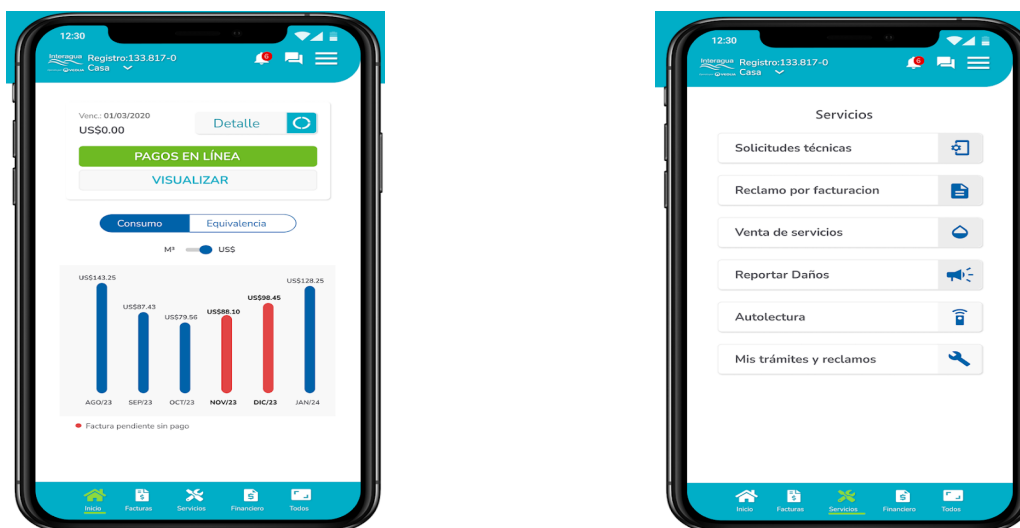 12:30
Interagua
Registro:133.817-0
6
Casa
Venc.: 01/03/2020
US$0.00
Detalle
PAGOS EN LÍNEA
VISUALIZAR
Consumo
Equivalencia
M³
US$
US$143.25
US$87.43
US$79.56
US$88.10
US$98.45
US$128.25
AGO/23
SEP/23
OCT/23
NOV/23
DIC/23
JAN/24
Factura pendiente sin pago
Inicio
Facturas
Servicios
Financiero
Todos
12:30
Interagua
Registro:133.817-0
6
Casa
Servicios
Solicitudes técnicas
Reclamo por facturacion
Venta de servicios
Reportar Daños
Autolectura
Mis trámites y reclamos
Inicio
Facturas
Servicios
Financiero
Todos